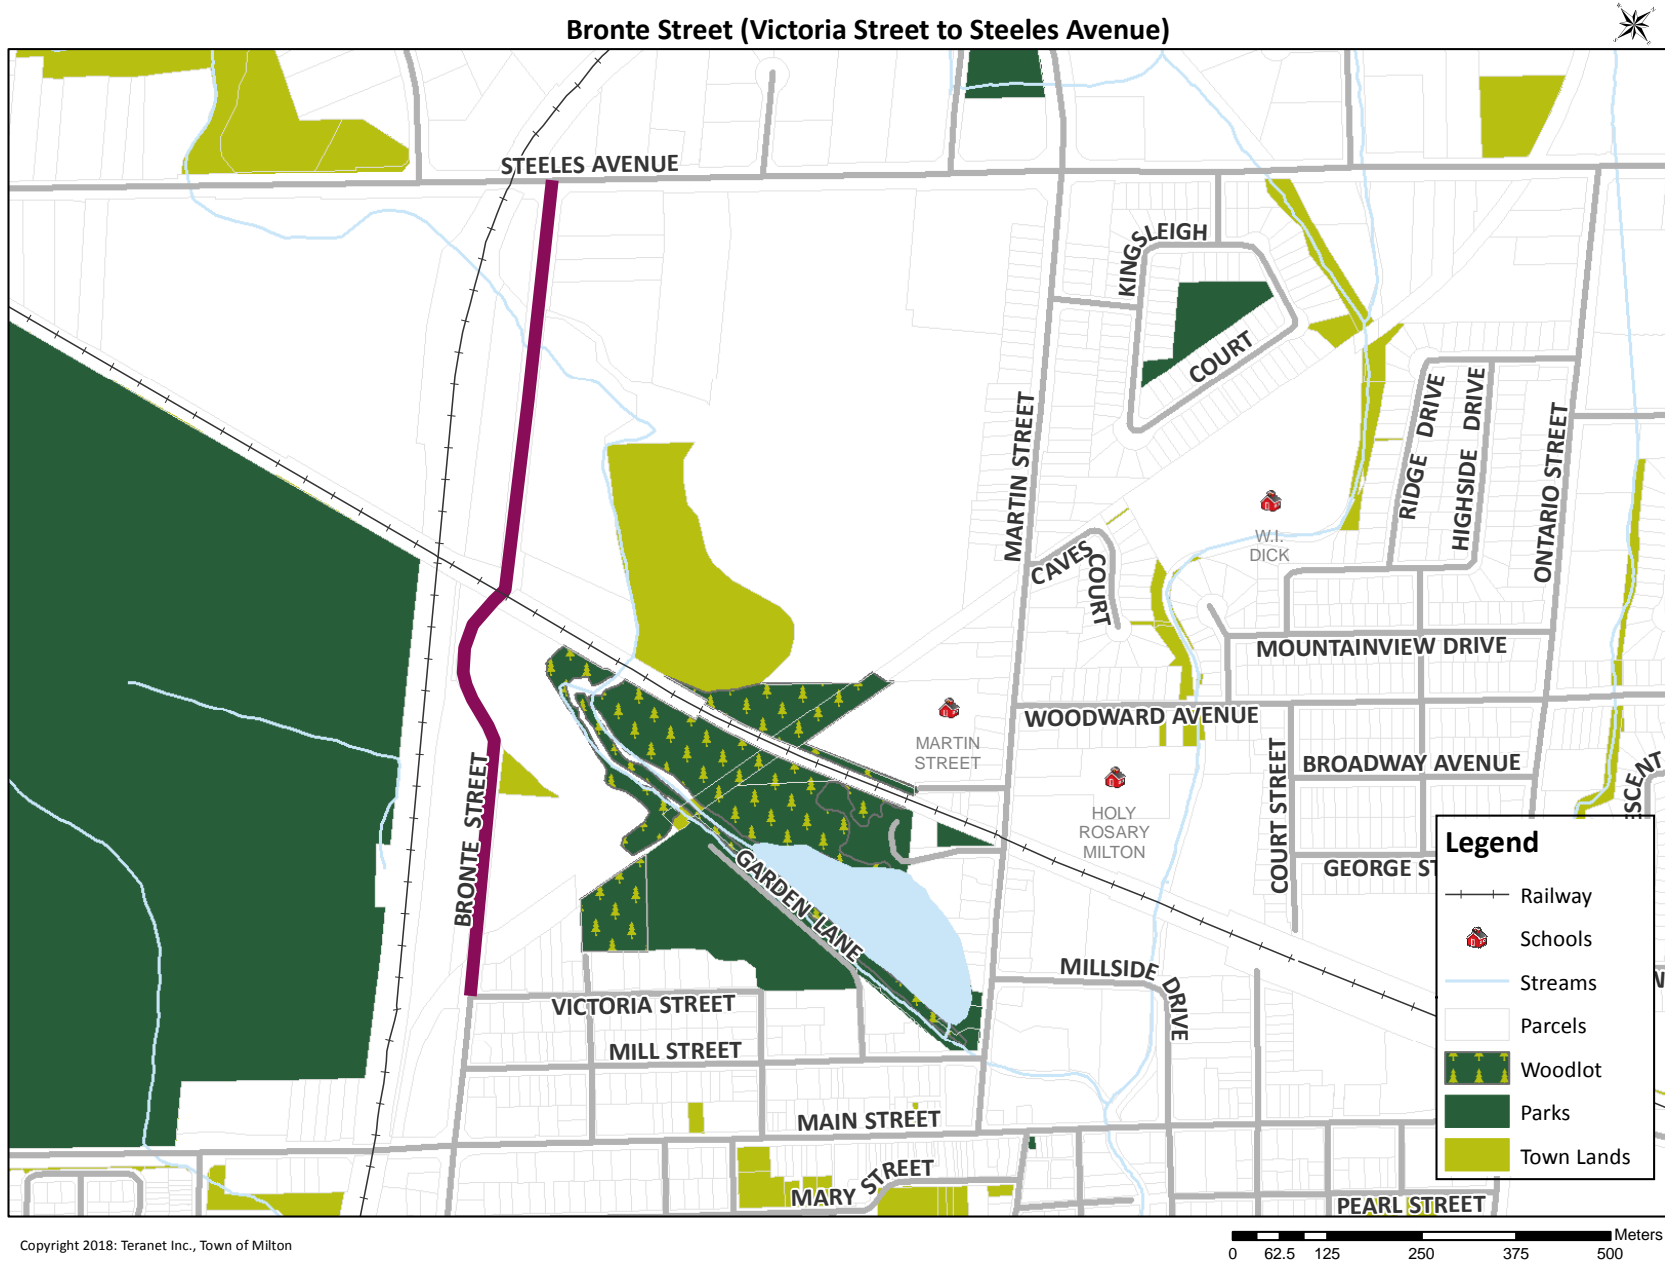 Bronte Street (Victoria Street to Steeles Avenue)
STEELES AVENUE
KINGSLEIGH
COURT
MARTIN STREET
RIDGE DRIVE
HIGHSIDE DRIVE
ONTARIO STREET
W.I.
DICK
CAVES
COURT
MOUNTAINVIEW DRIVE
WOODWARD AVENUE
MARTIN
STREET
BROADWAY AVENUE
HOLY
ROSARY
MILTON
COURT STREET
GEORGE ST
BRONTE STREET
GARDEN LANE
MILLSIDE
DRIVE
VICTORIA STREET
MILL STREET
MAIN STREET
MARY STREET
PEARL STREET
Legend
Railway
Schools
Streams
Parcels
Woodlot
Parks
Town Lands
Copyright 2018: Teranet Inc., Town of Milton
Meters
0 62.5 125 250 375 500